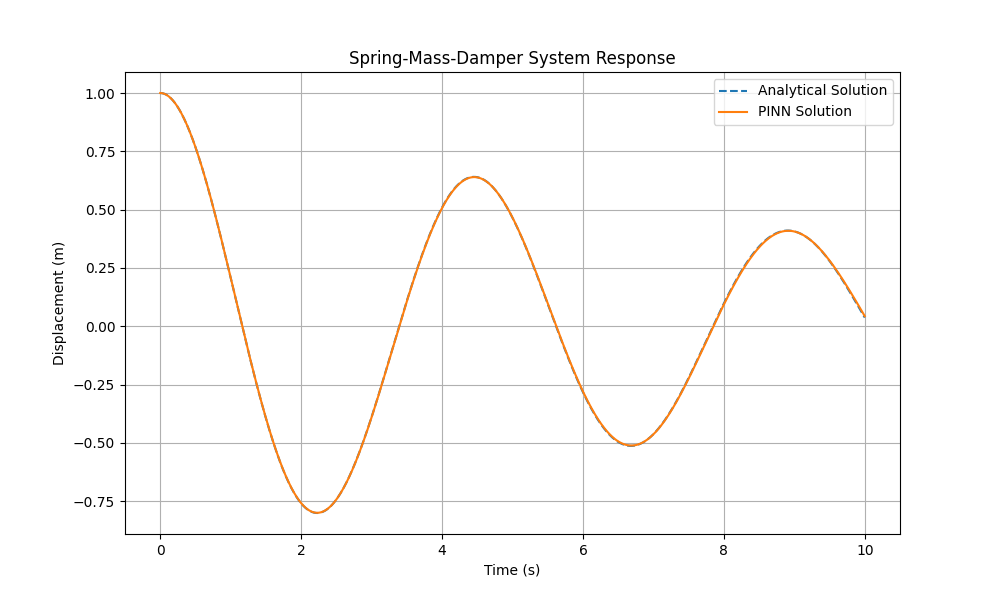 Spring-Mass-Damper System Response
Analytical Solution
PINN Solution
Displacement (m)
1.00
0.75
0.50
0.25
0.00
−0.25
−0.50
−0.75
0 2 4 6 8 10
Time (s)